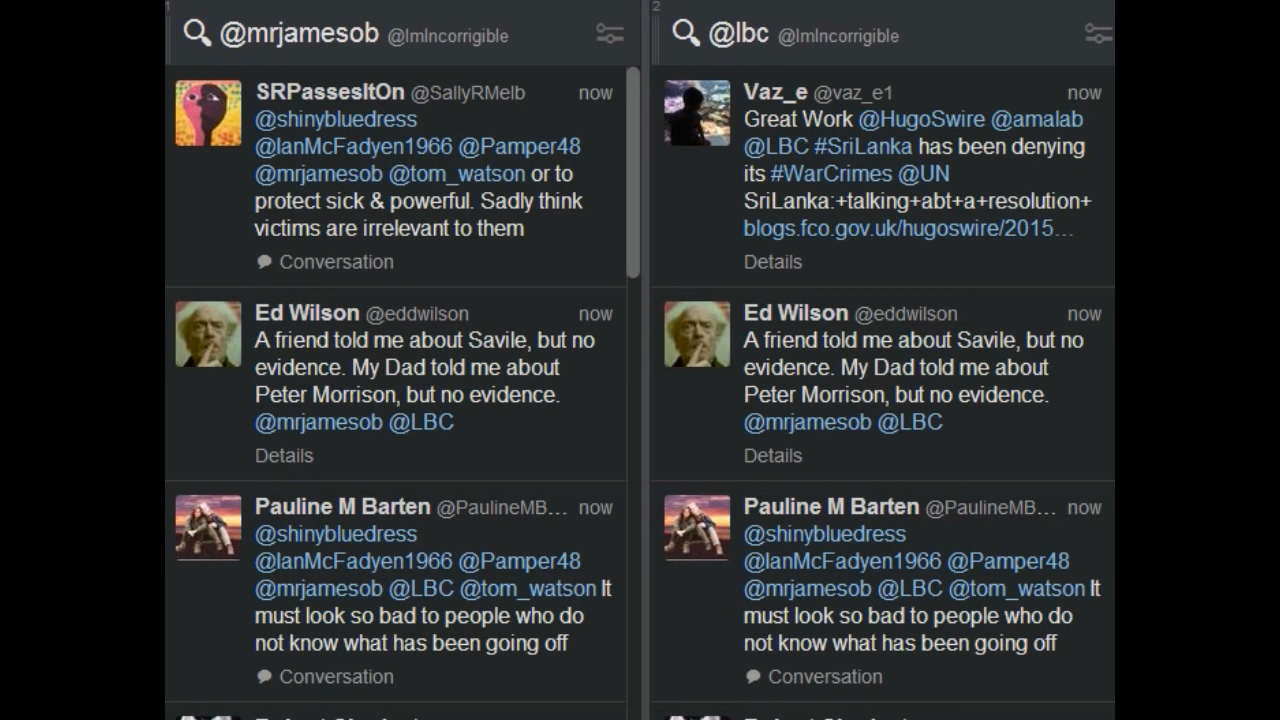 1
@mrjamesob @ImIncorrigible
SRPassesItOn @SallyRMelb now
@shinybluedress
@IanMcFadyen1966 @Pamper48
@mrjamesob @tom_watson or to
protect sick & powerful. Sadly think
victims are irrelevant to them
Conversation
Ed Wilson @eddwilson now
A friend told me about Savile, but no
evidence. My Dad told me about
Peter Morrison, but no evidence.
@mrjamesob @LBC
Details
Pauline M Barten @PaulineMB... now
@shinybluedress
@IanMcFadyen1966 @Pamper48
@mrjamesob @LBC @tom_watson It
must look so bad to people who do
not know what has been going off
Conversation
2
@lbc @ImIncorrigible
Vaz_e @vaz_e1 now
Great Work @HugoSwire @amalab
@LBC #SriLanka has been denying
its #WarCrimes @UN
SriLanka:+talking+abt+a+resolution+
blogs.fco.gov.uk/hugoswire/2015...
Details
Ed Wilson @eddwilson now
A friend told me about Savile, but no
evidence. My Dad told me about
Peter Morrison, but no evidence.
@mrjamesob @LBC
Details
Pauline M Barten @PaulineMB... now
@shinybluedress
@IanMcFadyen1966 @Pamper48
@mrjamesob @LBC @tom_watson It
must look so bad to people who do
not know what has been going off
Conversation